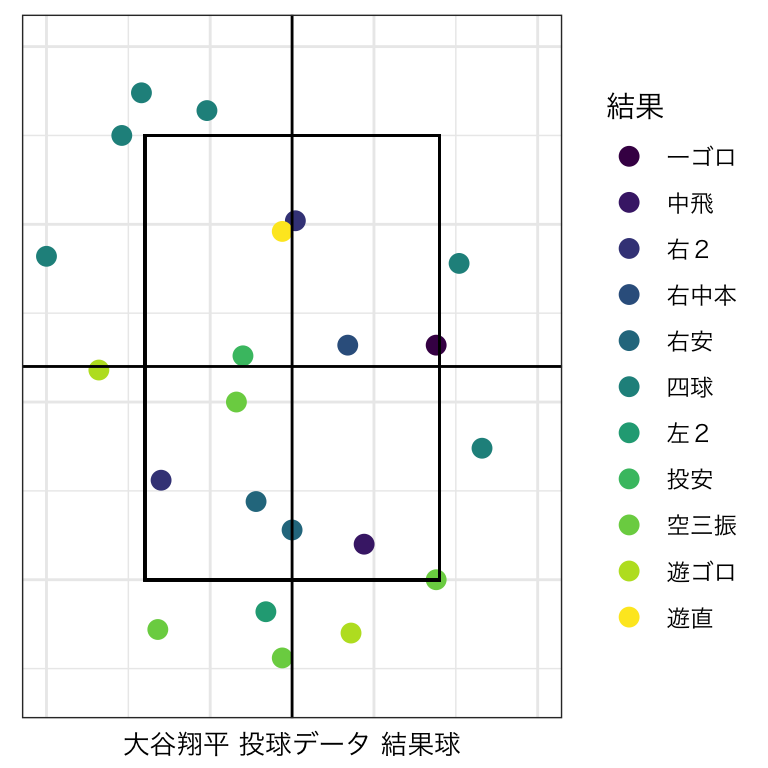 結果
一ゴロ
中飛
右２
右中本
右安
四球
左２
投安
空三振
遊ゴロ
遊直
大谷翔平 投球データ 結果球